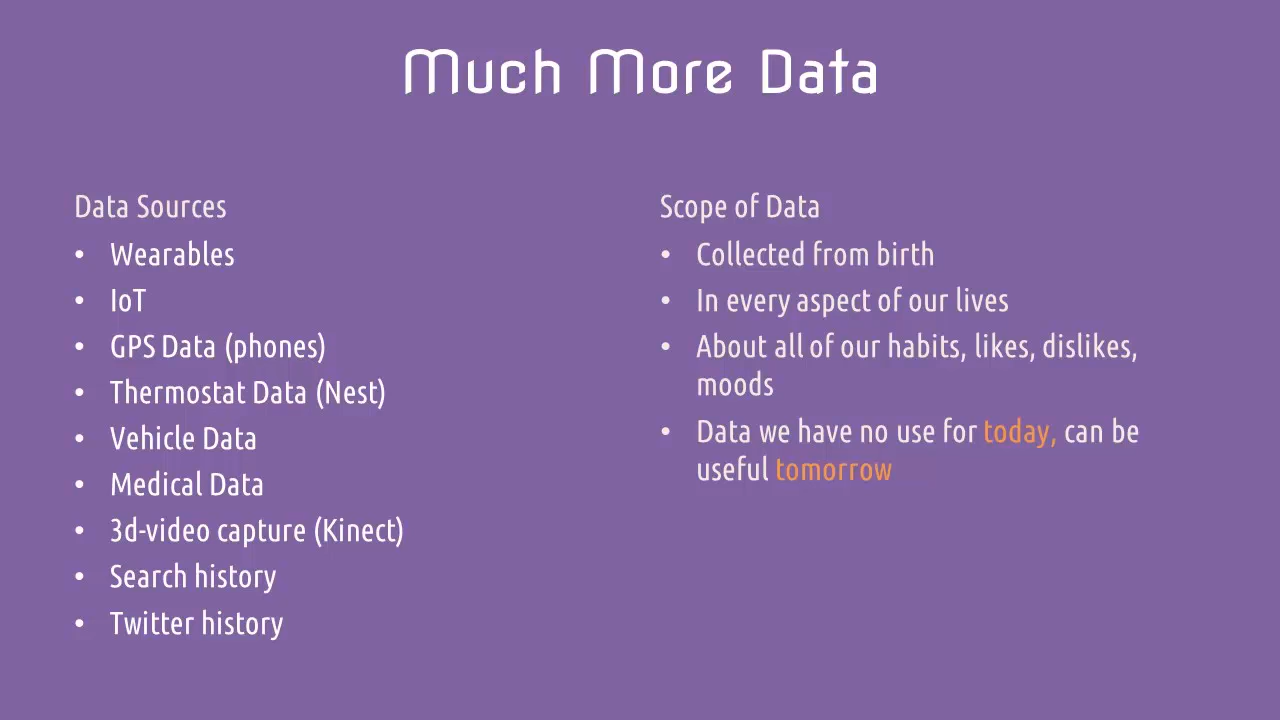 Much More Data
Data Sources
• Wearables
• IoT
• GPS Data (phones)
• Thermostat Data (Nest)
• Vehicle Data
• Medical Data
• 3d-video capture (Kinect)
• Search history
• Twitter history
Scope of Data
• Collected from birth
• In every aspect of our lives
• About all of our habits, likes, dislikes,
moods
• Data we have no use for today, can be
useful tomorrow